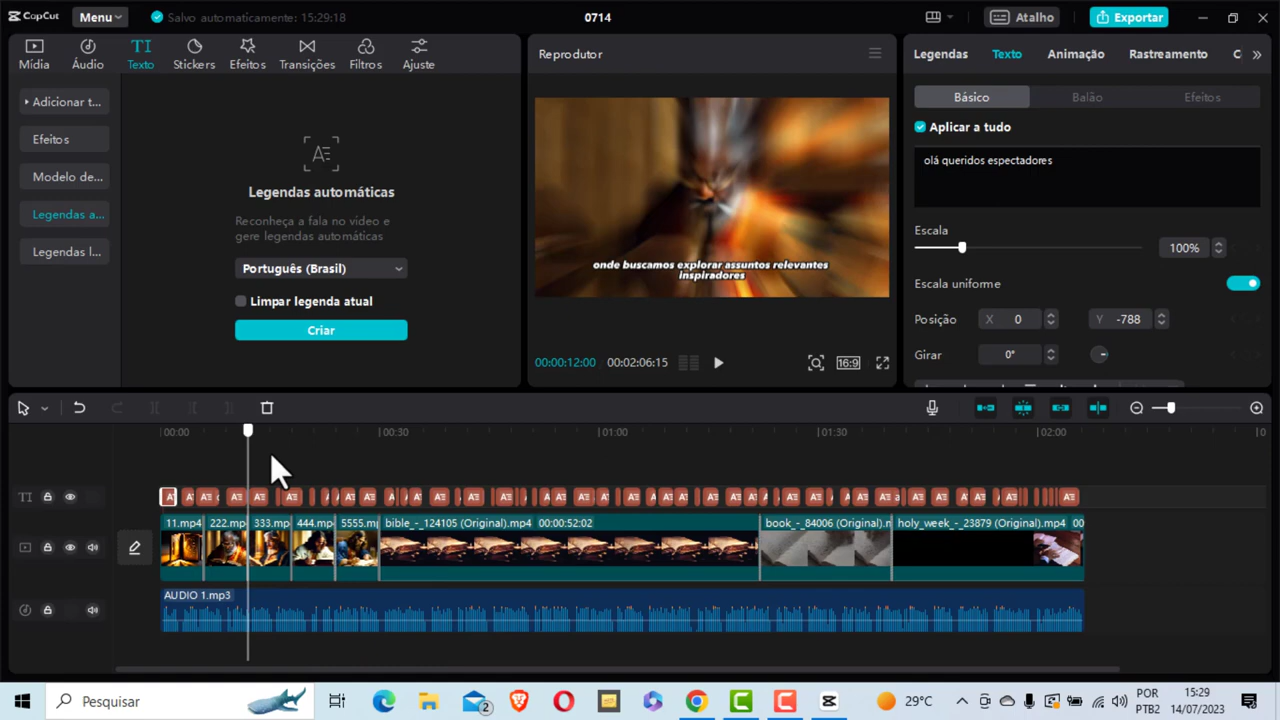 CapCut
Menu
Salvo automaticamente: 15:29:18
0714
Atalho
Exportar
Mídia
Áudio
TI
Texto
Stickers
Efeitos
Transições
Filtros
Ajuste
Adicionar t...
Efeitos
Modelo de...
Legendas a...
Legendas l...
AE
Legendas automáticas
Reconheça a fala no video e
gere legendas automáticas
Português (Brasil)
Limpar legenda atual
Criar
Reprodutor
onde buscamos explorar assuntos relevantes
inspiradores
00:00:12:00
00:02:06:15
16:9
Legendas
Texto
Animação
Rastreamento
Básico
Balão
Efeitos
Aplicar a tudo
olá queridos espectadores
Escala
100%
Escala uniforme
Posição
X 0
Y -788
Girar
0°
00:00
00:30
01:00
01:30
02:00
TI
11.mp4
222.mp
333.mp
444.mp
5555.mp
bible_-_124105 (Original).mp4 00:00:52:02
book_-_84006 (Original).m
holy_week_-_23879 (Original).mp4 00
AUDIO 1.mp3
Pesquisar
2
29°C
POR
PTB2
15:29
14/07/2023